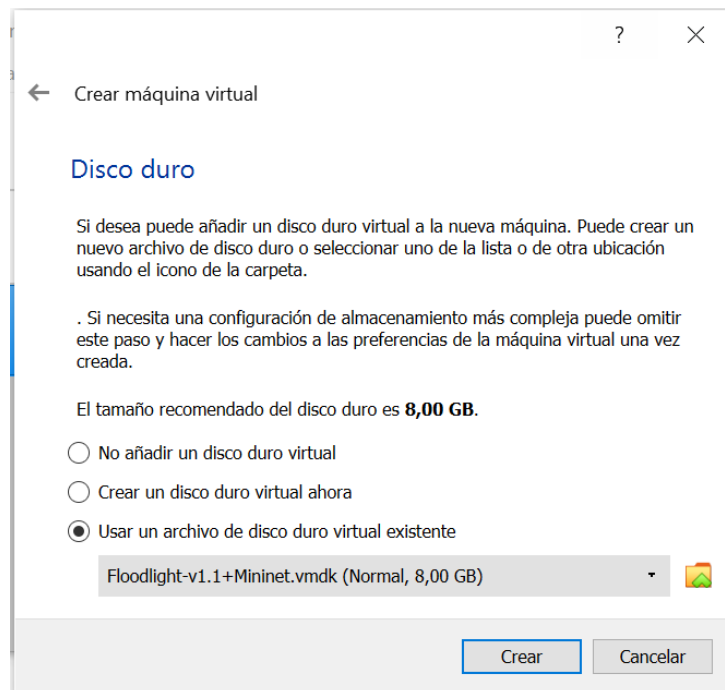 ?
Crear máquina virtual
Disco duro
Si desea puede añadir un disco duro virtual a la nueva máquina. Puede crear un
nuevo archivo de disco duro o seleccionar uno de la lista o de otra ubicación
usando el icono de la carpeta.
. Si necesita una configuración de almacenamiento más compleja puede omitir
este paso y hacer los cambios a las preferencias de la máquina virtual una vez
creada.
El tamaño recomendado del disco duro es 8,00 GB.
No añadir un disco duro virtual
Crear un disco duro virtual ahora
Usar un archivo de disco duro virtual existente
Floodlight-v1.1+Mininet.vmdk (Normal, 8,00 GB)
Crear Cancelar